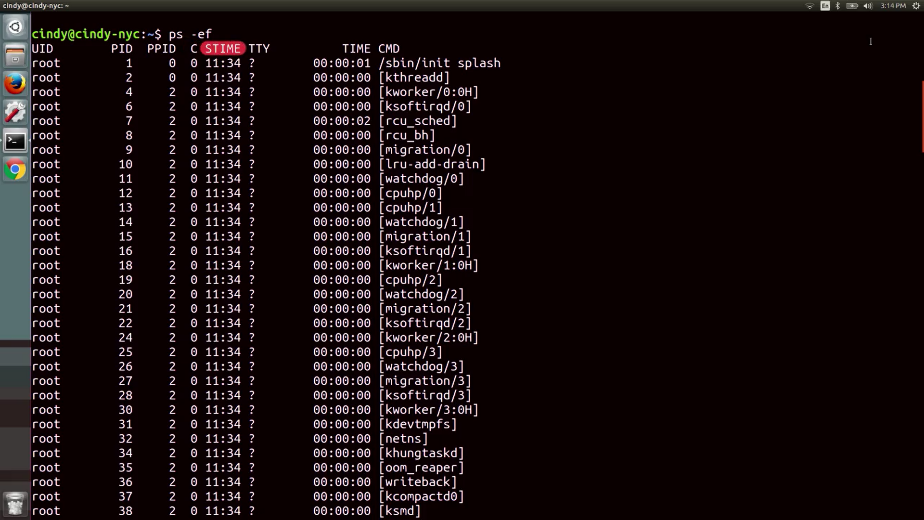 cindy@cindy-nyc: ~
En
3:14 PM
cindy@cindy-nyc:~$ ps -ef
UID PID PPID C STIME TTY TIME CMD
root 1 0 0 11:34 ? 00:00:01 /sbin/init splash
root 2 0 0 11:34 ? 00:00:00 [kthreadd]
root 4 2 0 11:34 ? 00:00:00 [kworker/0:0H]
root 6 2 0 11:34 ? 00:00:00 [ksoftirqd/0]
root 7 2 0 11:34 ? 00:00:02 [rcu_sched]
root 8 2 0 11:34 ? 00:00:00 [rcu_bh]
root 9 2 0 11:34 ? 00:00:00 [migration/0]
root 10 2 0 11:34 ? 00:00:00 [lru-add-drain]
root 11 2 0 11:34 ? 00:00:00 [watchdog/0]
root 12 2 0 11:34 ? 00:00:00 [cpuhp/0]
root 13 2 0 11:34 ? 00:00:00 [cpuhp/1]
root 14 2 0 11:34 ? 00:00:00 [watchdog/1]
root 15 2 0 11:34 ? 00:00:00 [migration/1]
root 16 2 0 11:34 ? 00:00:00 [ksoftirqd/1]
root 18 2 0 11:34 ? 00:00:00 [kworker/1:0H]
root 19 2 0 11:34 ? 00:00:00 [cpuhp/2]
root 20 2 0 11:34 ? 00:00:00 [watchdog/2]
root 21 2 0 11:34 ? 00:00:00 [migration/2]
root 22 2 0 11:34 ? 00:00:00 [ksoftirqd/2]
root 24 2 0 11:34 ? 00:00:00 [kworker/2:0H]
root 25 2 0 11:34 ? 00:00:00 [cpuhp/3]
root 26 2 0 11:34 ? 00:00:00 [watchdog/3]
root 27 2 0 11:34 ? 00:00:00 [migration/3]
root 28 2 0 11:34 ? 00:00:00 [ksoftirqd/3]
root 30 2 0 11:34 ? 00:00:00 [kworker/3:0H]
root 31 2 0 11:34 ? 00:00:00 [kdevtmpfs]
root 32 2 0 11:34 ? 00:00:00 [netns]
root 34 2 0 11:34 ? 00:00:00 [khungtaskd]
root 35 2 0 11:34 ? 00:00:00 [oom_reaper]
root 36 2 0 11:34 ? 00:00:00 [writeback]
root 37 2 0 11:34 ? 00:00:00 [kcompactd0]
root 38 2 0 11:34 ? 00:00:00 [ksmd]